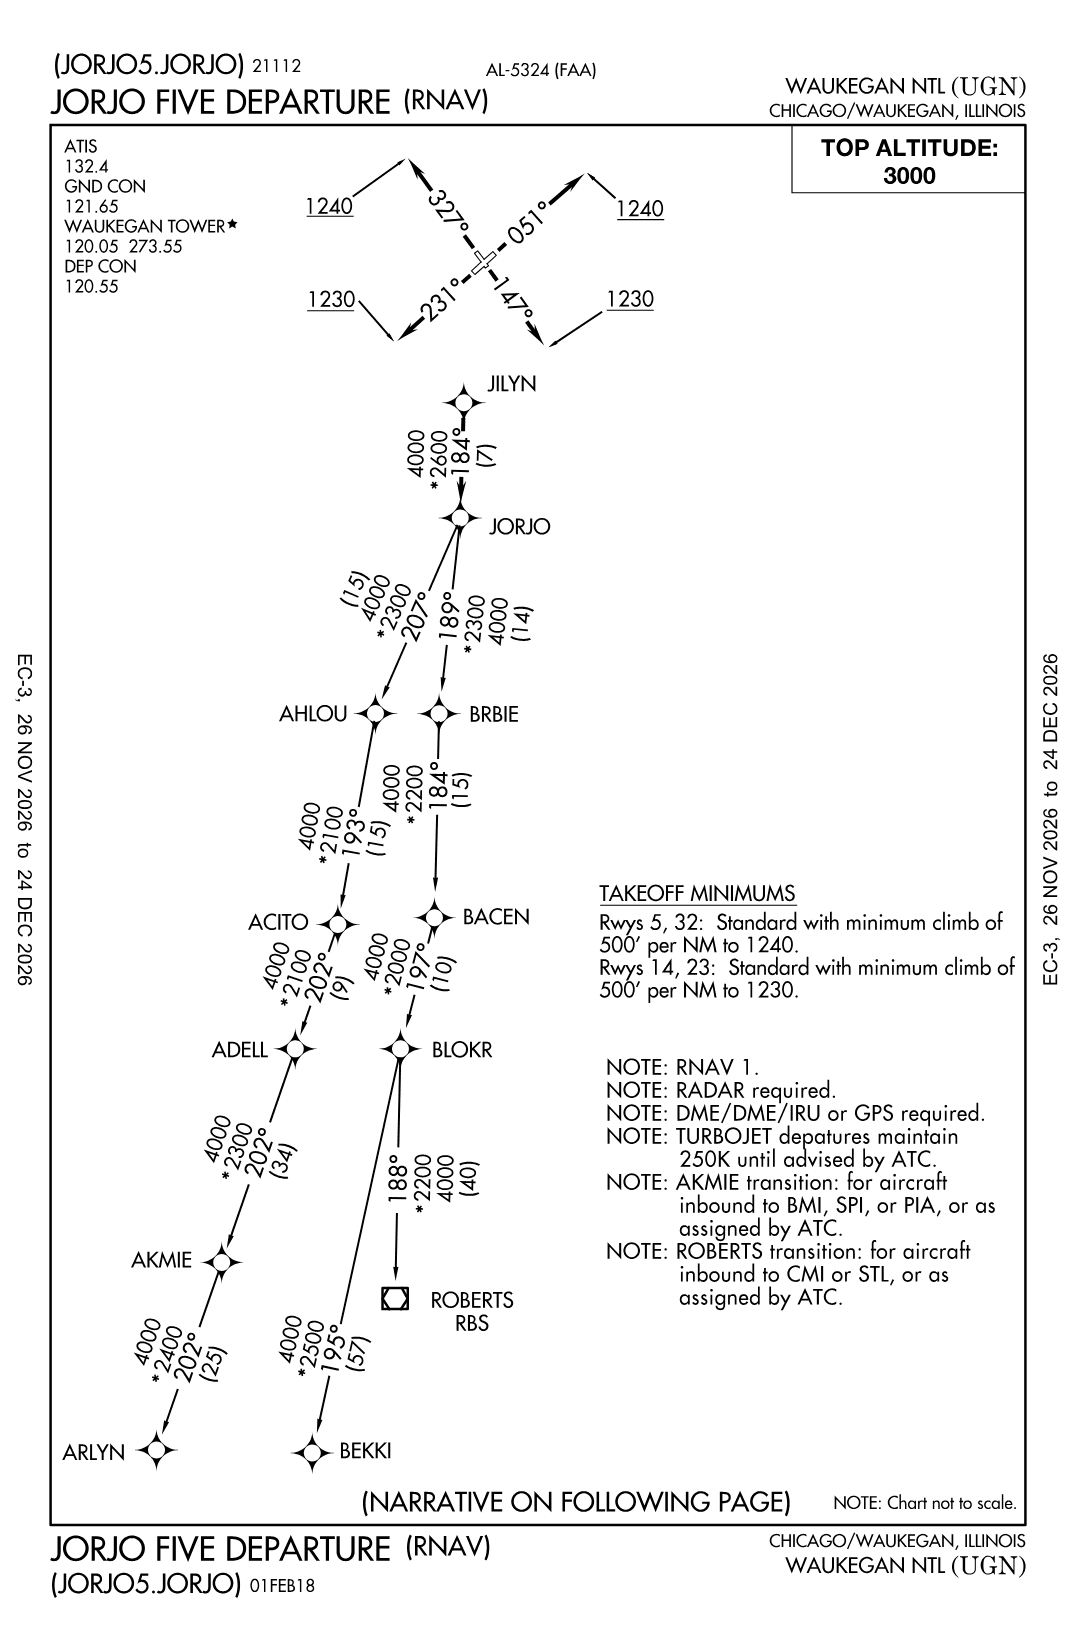 (JORJO5.JORJO) 21112
AL-5324 (FAA)
WAUKEGAN NTL (UGN)
JORJO FIVE DEPARTURE (RNAV)
CHICAGO/WAUKEGAN, ILLINOIS
ATIS
132.4
GND CON
121.65
WAUKEGAN TOWER★
120.05 273.55
DEP CON
120.55
TOP ALTITUDE:
3000
1240
327°
051°
1240
1230
231°
147°
1230
JILYN
4000
*2600
184°
(7)
JORJO
(15)
4000
*2300
207°
189°
*2300
4000
(14)
AHLOU
BRBIE
4000
*2100
193°
(15)
4000
*2200
184°
(15)
ACITO
BACEN
4000
*2100
202°
(9)
4000
*2000
197°
(10)
ADELL
BLOKR
4000
*2300
202°
(34)
188°
*2200
4000
(40)
AKMIE
ROBERTS
RBS
4000
*2400
202°
(25)
4000
*2500
195°
(57)
ARLYN
BEKKI
TAKEOFF MINIMUMS
Rwys 5, 32: Standard with minimum climb of
500' per NM to 1240.
Rwys 14, 23: Standard with minimum climb of
500' per NM to 1230.
NOTE: RNAV 1.
NOTE: RADAR required.
NOTE: DME/DME/IRU or GPS required.
NOTE: TURBOJET depatures maintain
250K until advised by ATC.
NOTE: AKMIE transition: for aircraft
inbound to BMI, SPI, or PIA, or as
assigned by ATC.
NOTE: ROBERTS transition: for aircraft
inbound to CMI or STL, or as
assigned by ATC.
(NARRATIVE ON FOLLOWING PAGE)
NOTE: Chart not to scale.
EC-3, 26 NOV 2026 to 24 DEC 2026
EC-3, 26 NOV 2026 to 24 DEC 2026
JORJO FIVE DEPARTURE (RNAV)
CHICAGO/WAUKEGAN, ILLINOIS
(JORJO5.JORJO) 01FEB18
WAUKEGAN NTL (UGN)